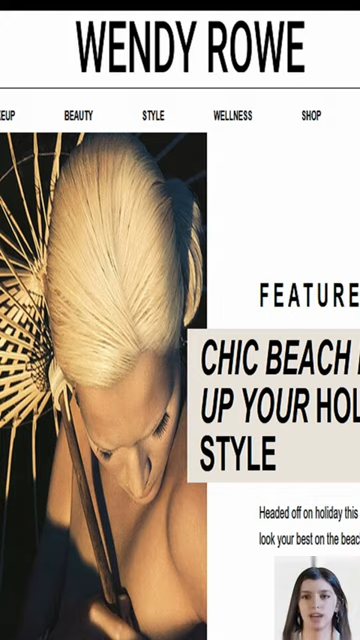 WENDY ROWE
BEAUTY STYLE WELLNESS SHOP
FEATURE
CHIC BEACH
UP YOUR
STYLE
Headed off on holiday this
look your best on the